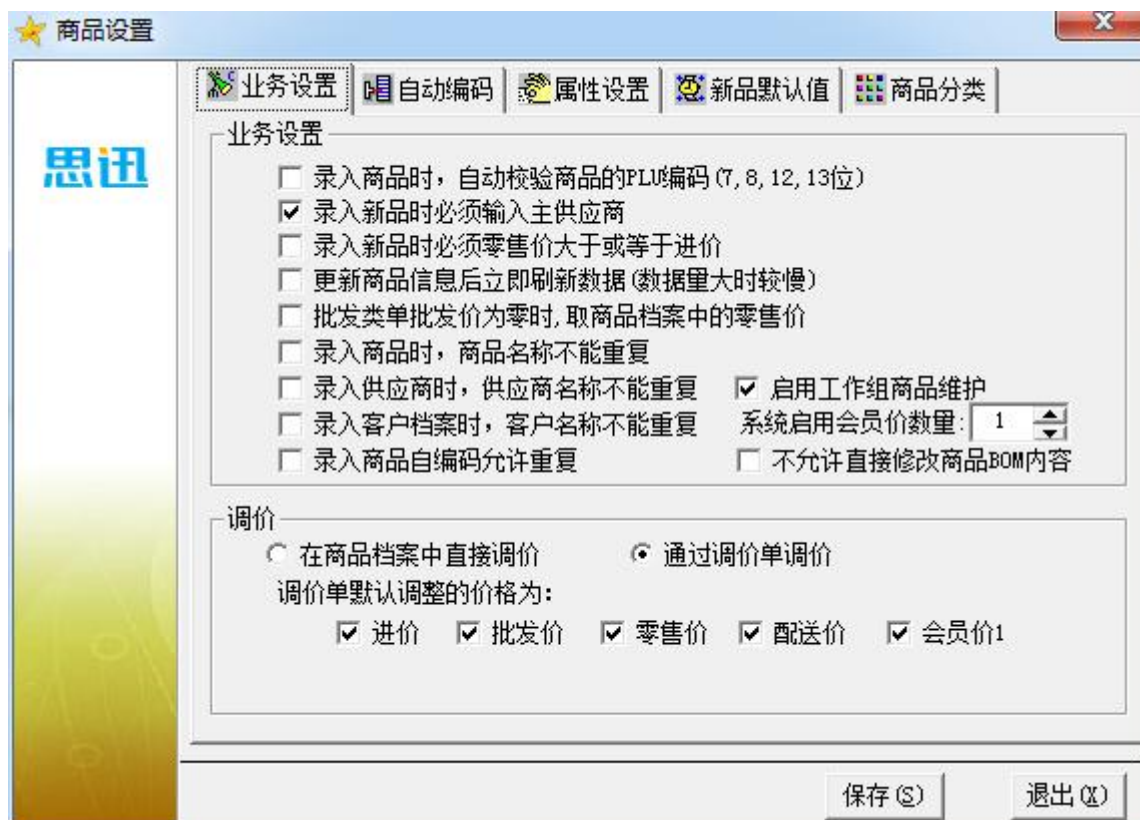 商品设置
业务设置 自动编码 属性设置 新品默认值 商品分类
思迅
业务设置
录入商品时，自动校验商品的PLU编码(7,8,12,13位)
录入新品时必须输入主供应商
录入新品时必须零售价大于或等于进价
更新商品信息后立即刷新数据(数据量大时较慢)
批发类单批发价为零时,取商品档案中的零售价
录入商品时，商品名称不能重复
录入供应商时，供应商名称不能重复 启用工作组商品维护
录入客户档案时，客户名称不能重复 系统启用会员价数量: 1
录入商品自编码允许重复 不允许直接修改商品BOM内容
调价
在商品档案中直接调价 通过调价单调价
调价单默认调整的价格为:
进价 批发价 零售价 配送价 会员价1
保存(S) 退出(X)